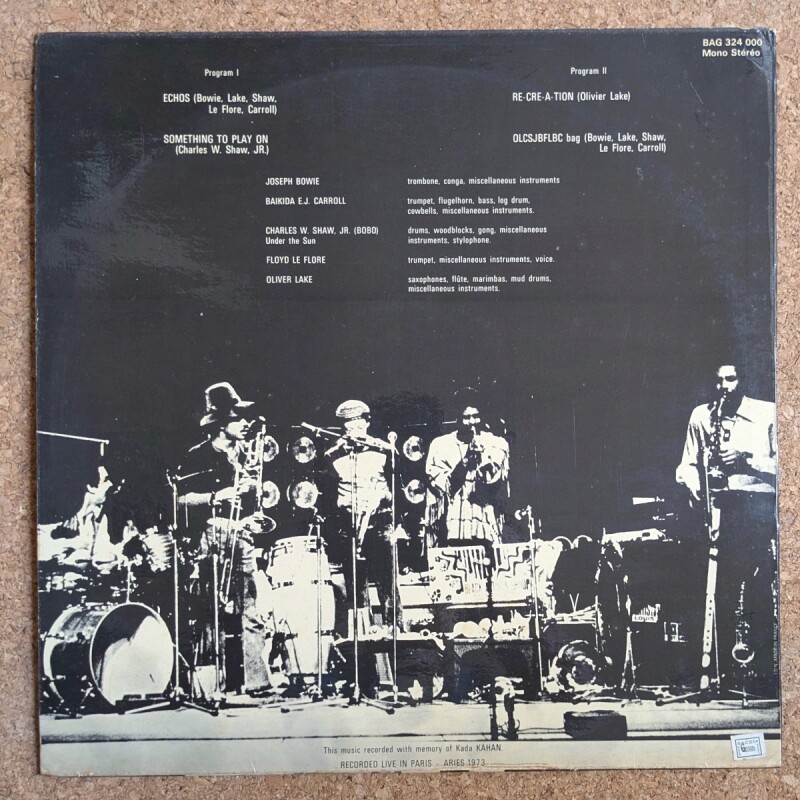 BAG 324 000
Mono Stéréo
Program I
ECHOS (Bowie, Lake, Shaw,
Le Flore, Carroll)
SOMETHING TO PLAY ON
(Charles W. Shaw, JR.)
Program II
RE-CRE-A-TION (Olivier Lake)
OLCSJBFLBC bag (Bowie, Lake, Shaw,
Le Flore, Carroll)
JOSEPH BOWIE trombone, conga, miscellaneous instruments
BAIKIDA E.J. CARROLL trumpet, flugelhorn, bass, log drum,
cowbells, miscellaneous instruments.
CHARLES W. SHAW, JR. (BOBO) drums, woodblocks, gong, miscellaneous
Under the Sun instruments, stylophone.
FLOYD LE FLORE trumpet, miscellaneous instruments, voice.
OLIVER LAKE saxophones, flûte, marimbas, mud drums,
miscellaneous instruments.
This music recorded with memory of Kada KAHAN
RECORDED LIVE IN PARIS - ARIES 1973